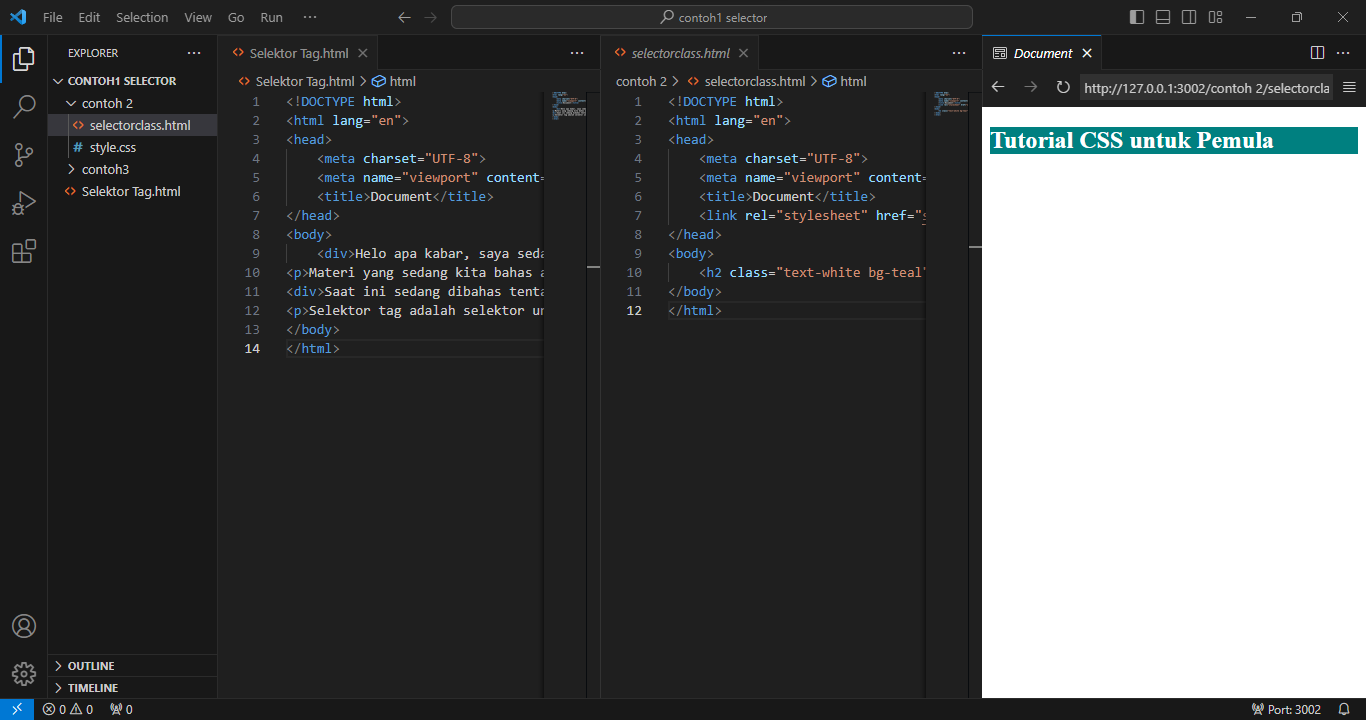 File Edit Selection View Go Run ···
contoh1 selector
EXPLORER ···
CONTOH1 SELECTOR
contoh 2
selectorclass.html
# style.css
contoh3
Selektor Tag.html
OUTLINE
TIMELINE
Selektor Tag.html
Selektor Tag.html > html
1 <!DOCTYPE html>
2 <html lang="en">
3 <head>
4 <meta charset="UTF-8">
5 <meta name="viewport" content=
6 <title>Document</title>
7 </head>
8 <body>
9 <div>Helo apa kabar, saya seda
10 <p>Materi yang sedang kita bahas a
11 <div>Saat ini sedang dibahas tenta
12 <p>Selektor tag adalah selektor un
13 </body>
14 </html>
selectorclass.html
contoh 2 > selectorclass.html > html
1 <!DOCTYPE html>
2 <html lang="en">
3 <head>
4 <meta charset="UTF-8">
5 <meta name="viewport" content=
6 <title>Document</title>
7 <link rel="stylesheet" href="s
8 </head>
9 <body>
10 <h2 class="text-white bg-teal"
11 </body>
12 </html>
Document
http://127.0.0.1:3002/contoh 2/selectorcla
Tutorial CSS untuk Pemula
0 0 0
Port: 3002